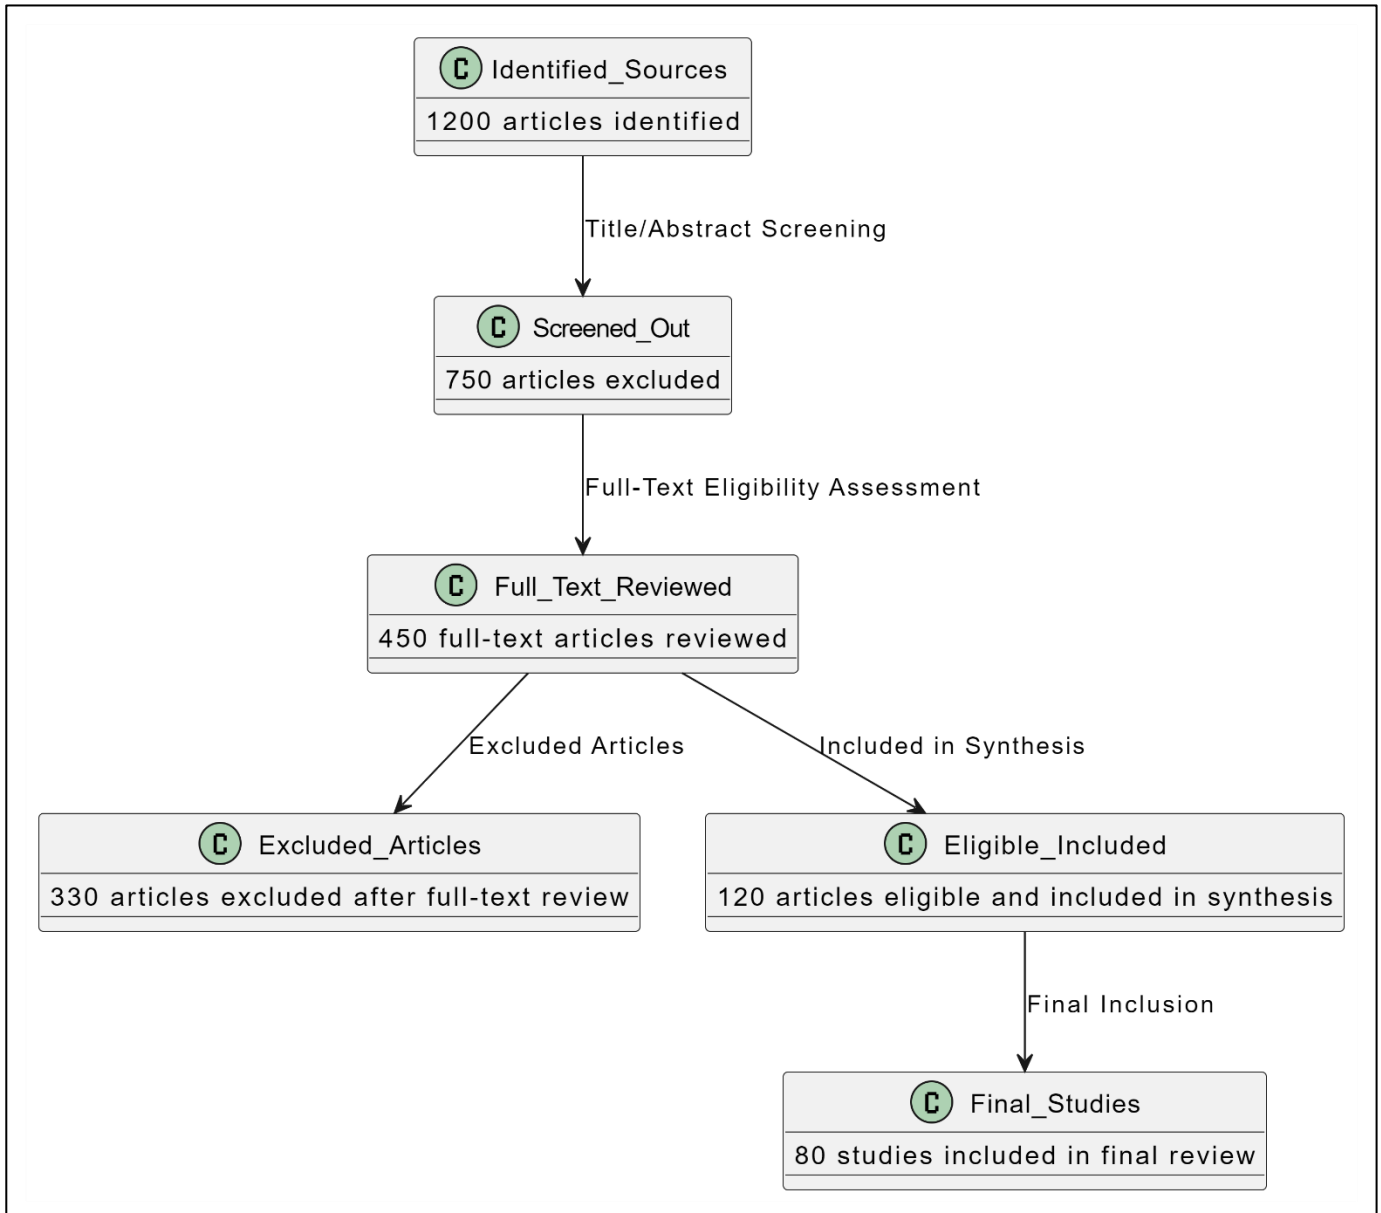 C Identified_Sources
1200 articles identified
Title/Abstract Screening
C Screened_Out
750 articles excluded
Full-Text Eligibility Assessment
C Full_Text_Reviewed
450 full-text articles reviewed
Excluded Articles
Included in Synthesis
C Excluded_Articles
330 articles excluded after full-text review
C Eligible_Included
120 articles eligible and included in synthesis
Final Inclusion
C Final_Studies
80 studies included in final review